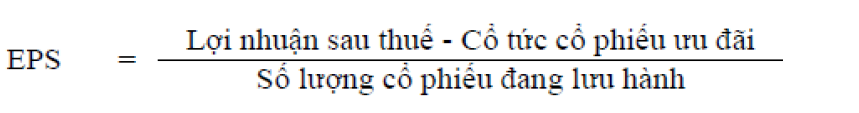 Lợi nhuận sau thuế - Cổ tức cổ phiếu ưu đãi
EPS =
Số lượng cổ phiếu đang lưu hành